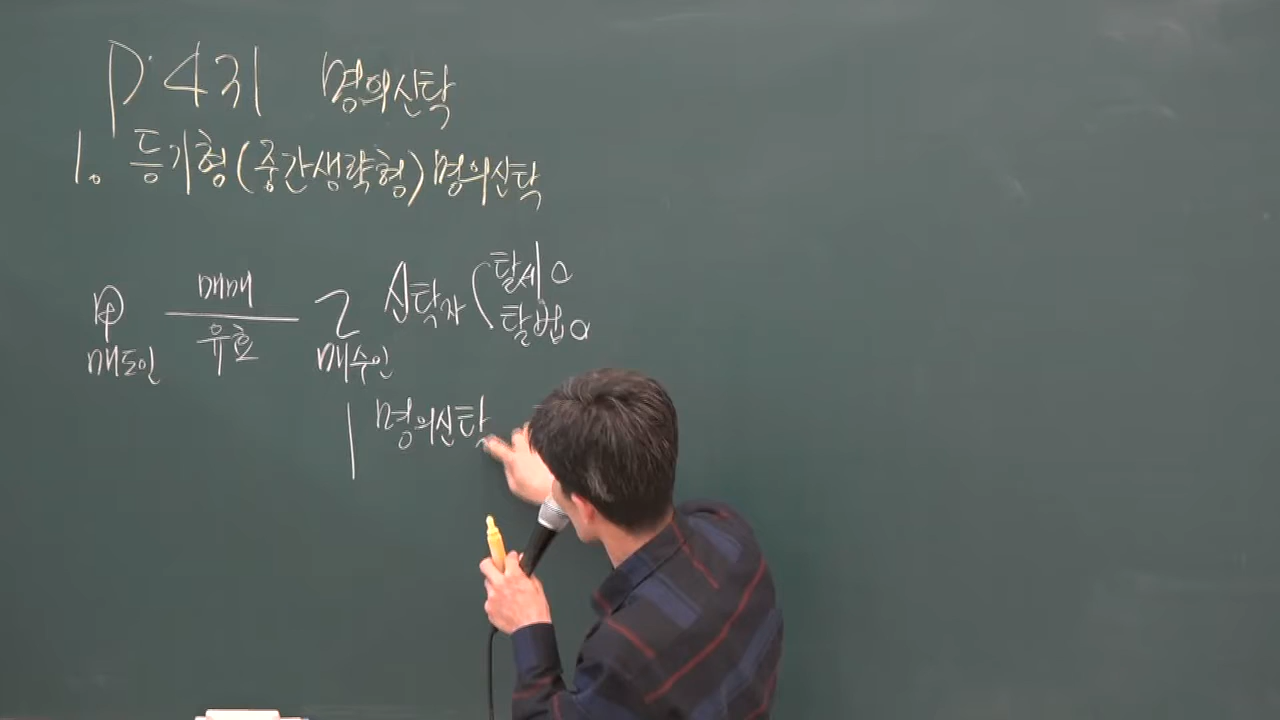 P.431 명의신탁
1. 등기형(중간생략형)명의신탁
甲 매매 乙 신탁자 (탈세O
매도인 유효 매수인 탈법O
명의신탁